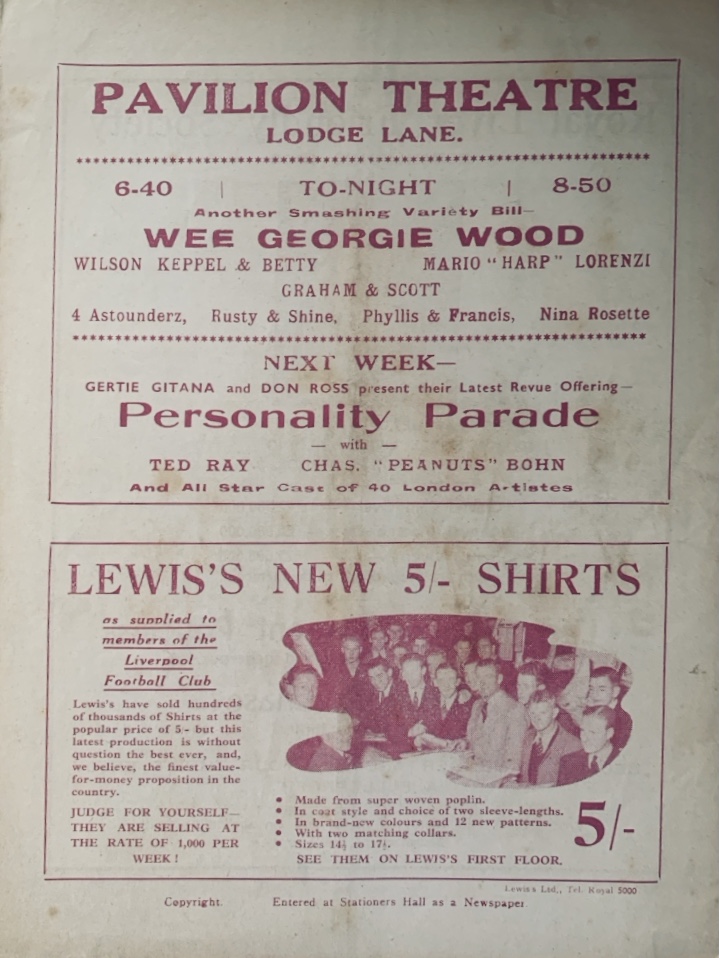 PAVILION THEATRE
LODGE LANE.
6-40 | TO-NIGHT | 8-50
Another Smashing Variety Bill—
WEE GEORGIE WOOD
WILSON KEPPEL & BETTY MARIO "HARP" LORENZI
GRAHAM & SCOTT
4 Astounderz, Rusty & Shine, Phyllis & Francis, Nina Rosette
NEXT WEEK—
GERTIE GITANA and DON ROSS present their Latest Revue Offering—
Personality Parade
— with —
TED RAY CHAS. "PEANUTS" BOHN
And All Star Cast of 40 London Artistes
LEWIS'S NEW 5/- SHIRTS
as supplied to
members of the
Liverpool
Football Club
Lewis's have sold hundreds
of thousands of Shirts at the
popular price of 5/- but this
latest production is without
question the best ever, and,
we believe, the finest value-
for-money proposition in the
country.
JUDGE FOR YOURSELF—
THEY ARE SELLING AT
THE RATE OF 1,000 PER
WEEK!
• Made from super woven poplin.
• In coat style and choice of two sleeve-lengths.
• In brand-new colours and 12 new patterns.
• With two matching collars.
• Sizes 14½ to 17½.
5/-
SEE THEM ON LEWIS'S FIRST FLOOR.
Lewis's Ltd., Tel. Royal 5000
Copyright. Entered at Stationers Hall as a Newspaper